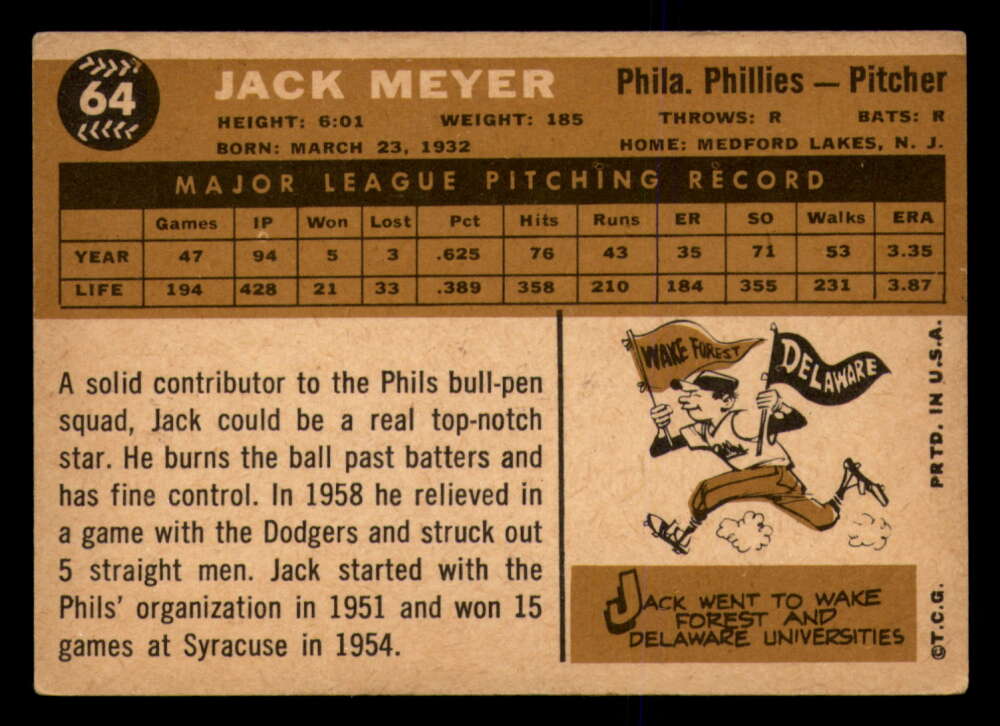 64
JACK MEYER
Phila. Phillies — Pitcher
HEIGHT: 6:01 WEIGHT: 185 THROWS: R BATS: R
BORN: MARCH 23, 1932 HOME: MEDFORD LAKES, N. J.
MAJOR LEAGUE PITCHING RECORD
Games IP Won Lost Pct Hits Runs ER SO Walks ERA
YEAR 47 94 5 3 .625 76 43 35 71 53 3.35
LIFE 194 428 21 33 .389 358 210 184 355 231 3.87
A solid contributor to the Phils bull-pen
squad, Jack could be a real top-notch
star. He burns the ball past batters and
has fine control. In 1958 he relieved in
a game with the Dodgers and struck out
5 straight men. Jack started with the
Phils' organization in 1951 and won 15
games at Syracuse in 1954.
WAKE FOREST
DELAWARE
JACK WENT TO WAKE
FOREST AND
DELAWARE UNIVERSITIES
©T.C.G. PRTD. IN U.S.A.